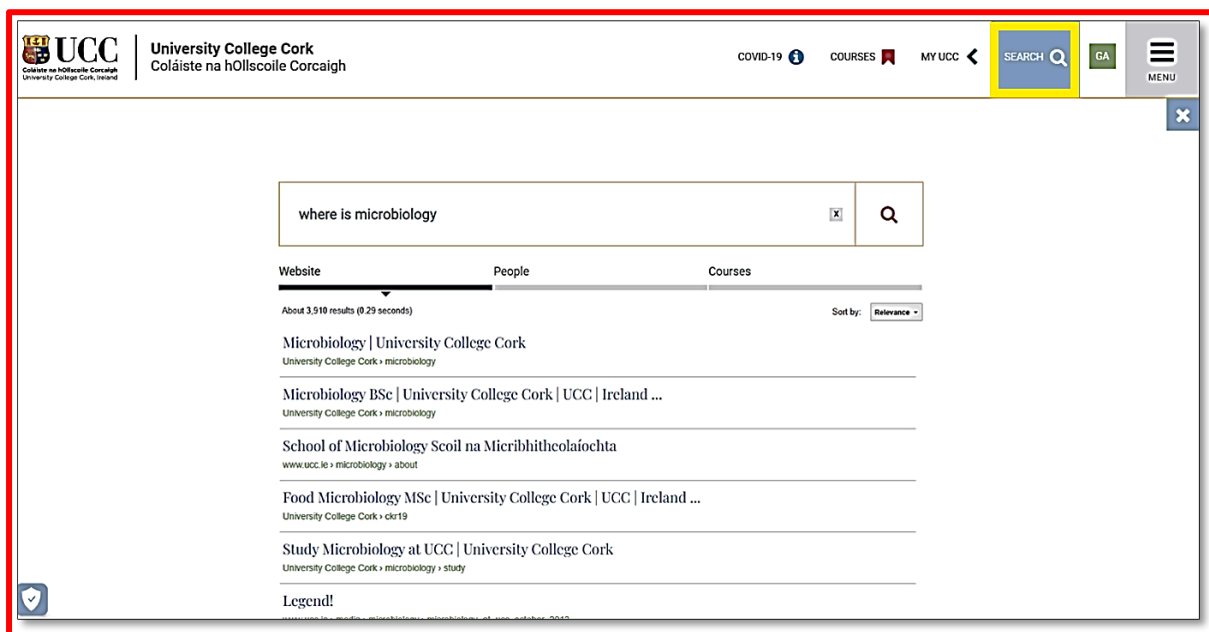 UCC
Coláiste na hOllscoile Corcaigh
University College Cork, Ireland
University College Cork
Coláiste na hOllscoile Corcaigh
COVID-19
COURSES
MY UCC
SEARCH
GA
MENU
where is microbiology
X
Website People Courses
About 3,910 results (0.29 seconds)
Sort by: Relevance
Microbiology | University College Cork
University College Cork › microbiology
Microbiology BSc | University College Cork | UCC | Ireland ...
University College Cork › microbiology
School of Microbiology Scoil na Micribhitheolaíochta
www.ucc.ie › microbiology › about
Food Microbiology MSc | University College Cork | UCC | Ireland ...
University College Cork › ckr19
Study Microbiology at UCC | University College Cork
University College Cork › microbiology › study
Legend!